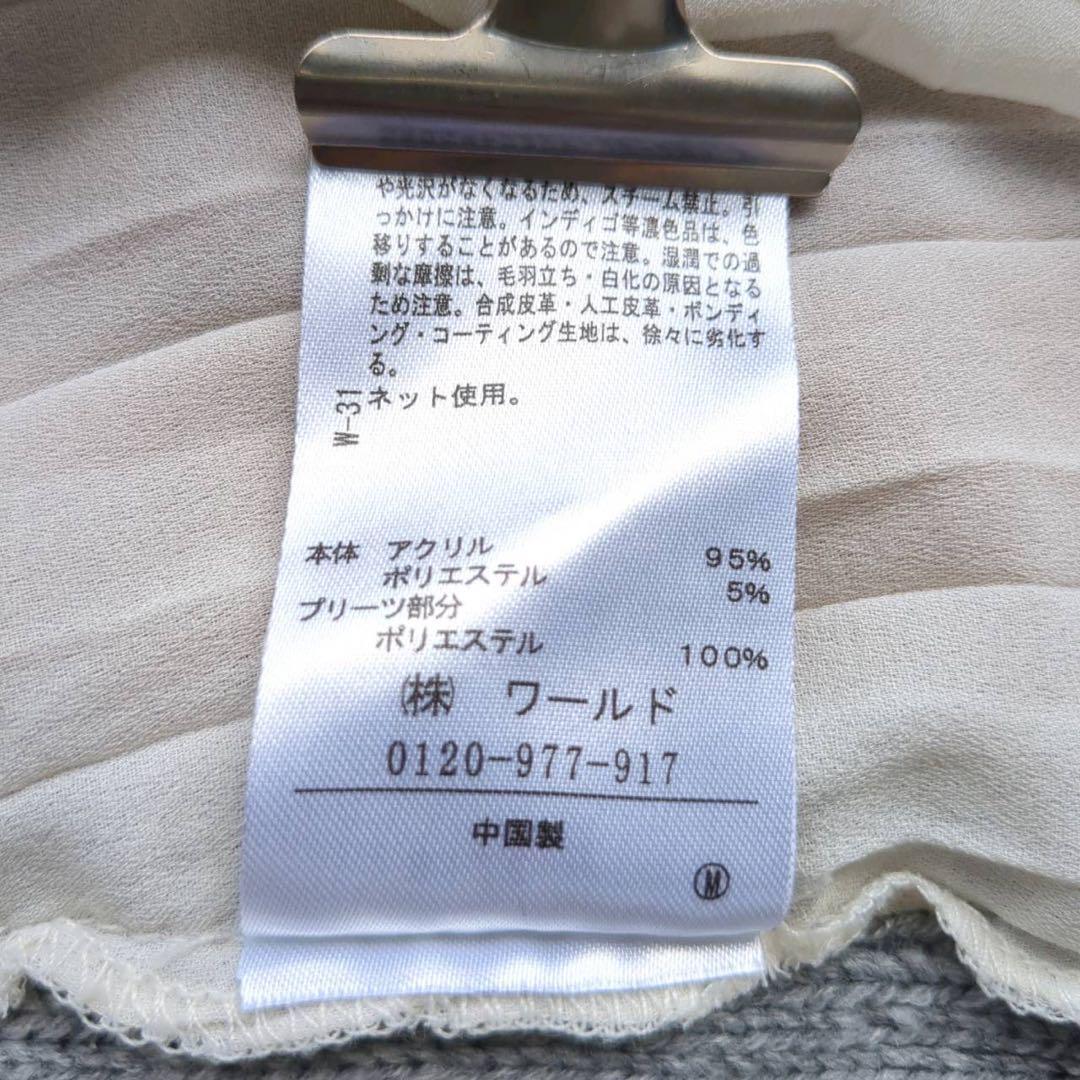 や光沢がなくなるため、スチーム禁止。引
っかけに注意。インディゴ等濃色品は、色
移りすることがあるので注意。湿潤での過
剰な摩擦は、毛羽立ち・白化の原因となる
ため注意。合成皮革・人工皮革・ボンディ
ング・コーティング生地は、徐々に劣化す
る。
ネット使用。
W-31
本体 アクリル 95%
ポリエステル 5%
プリーツ部分
ポリエステル 100%
㈱ ワールド
0120-977-917
中国製
Ⓜ